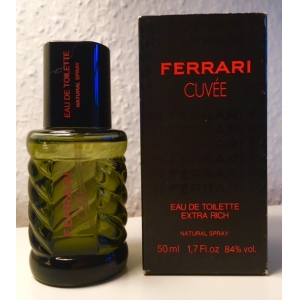 EAU DE TOILETTE
NATURAL SPRAY
FERRARI
FERRARI
CUVÉE
EAU DE TOILETTE
EXTRA RICH
NATURAL SPRAY
50 ml 1,7 Fl.oz 84% vol.